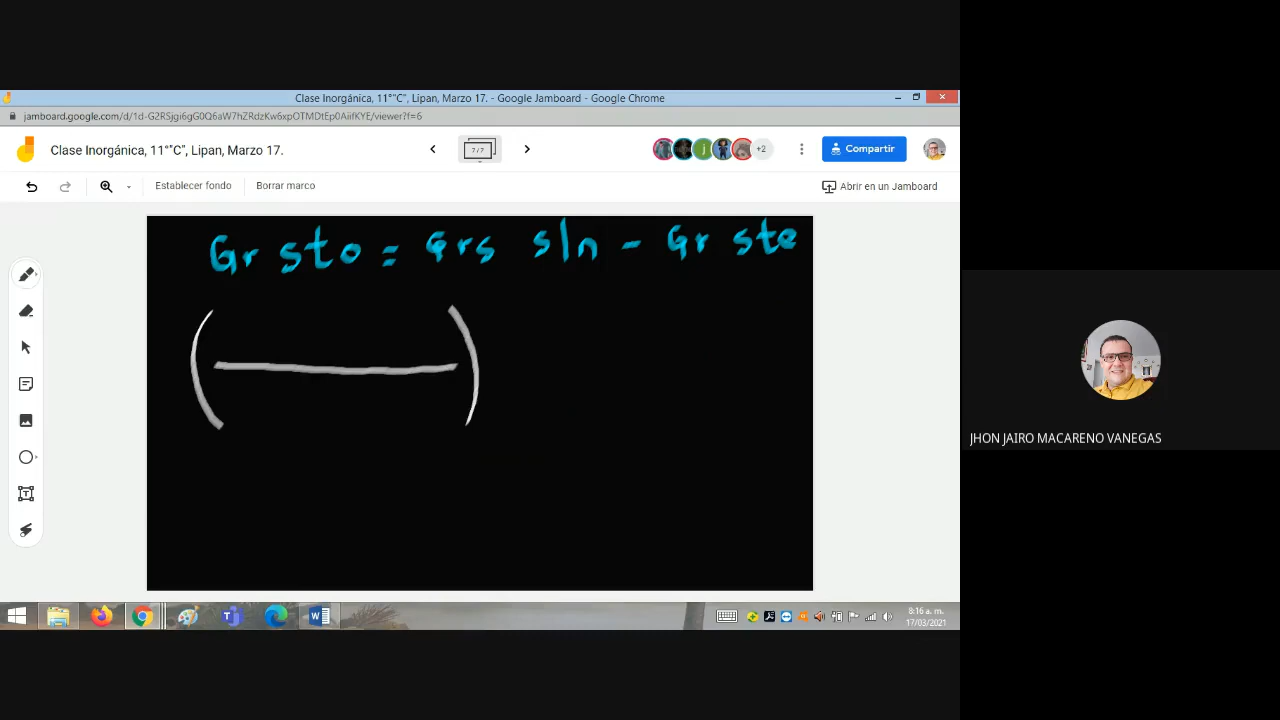 Clase Inorgánica, 11°"C", Lipan, Marzo 17. - Google Jamboard - Google Chrome
jamboard.google.com/d/1d-G2RSjgi6gG0Q6aW7hZRdzKw6xpOTMDtEp0AiifKYE/viewer?f=6
Clase Inorgánica, 11°"C", Lipan, Marzo 17.
7/7
j
+2
Compartir
Establecer fondo
Borrar marco
Abrir en un Jamboard
Gr sto = Grs sln - Gr ste
JHON JAIRO MACARENO VANEGAS
8:16 a. m.
17/03/2021